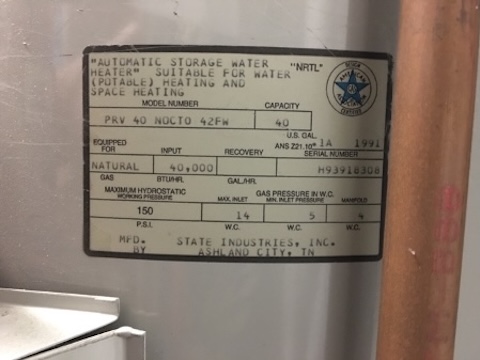 "AUTOMATIC STORAGE WATER
HEATER" SUITABLE FOR WATER
(POTABLE) HEATING AND
SPACE HEATING
"NRTL"
MODEL NUMBER CAPACITY
PRV 40 NOCT0 42FW 40
U.S. GAL.
ANS Z21.10° 1A 1991
EQUIPPED FOR INPUT RECOVERY SERIAL NUMBER
NATURAL 40,000 H93916308
GAS BTU/HR. GAL./HR.
MAXIMUM HYDROSTATIC WORKING PRESSURE GAS PRESSURE IN W.C.
MAX. INLET MIN. INLET PRESSURE MANIFOLD
150 14 5 4
P.S.I. W.C. W.C. W.C.
MFD. BY STATE INDUSTRIES, INC.
ASHLAND CITY, TN